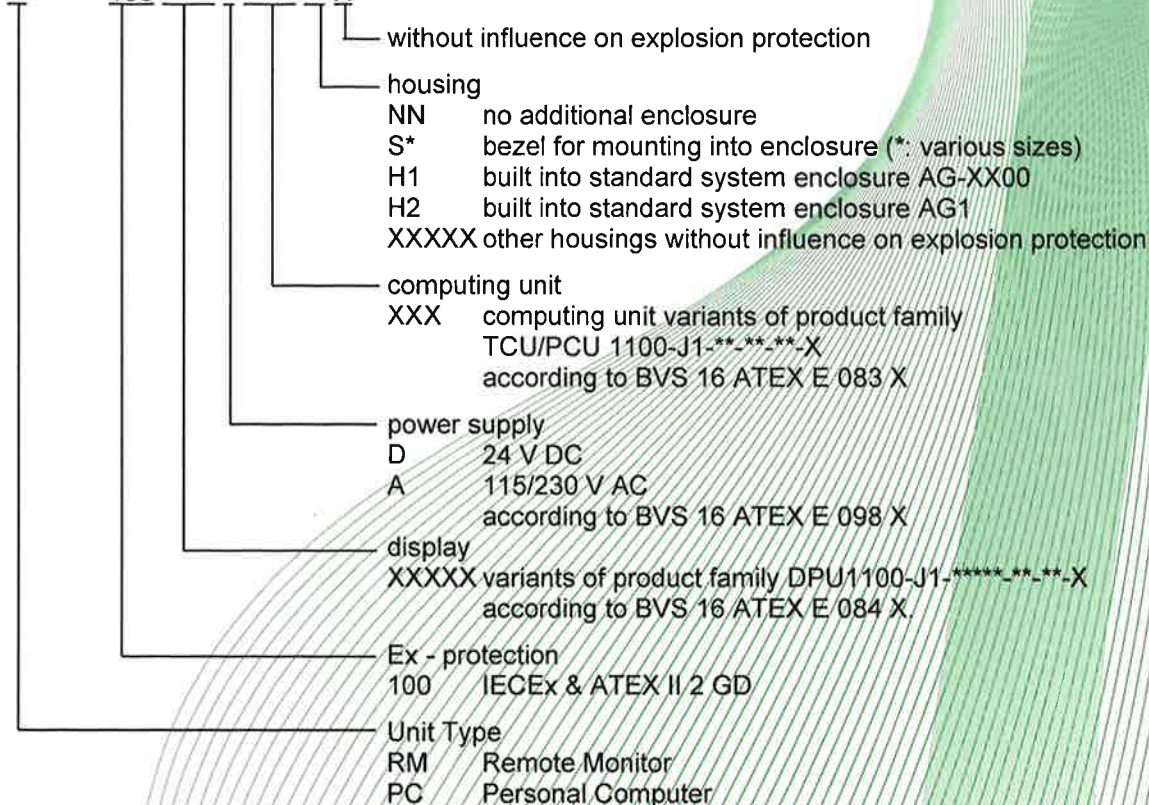 without influence on explosion protection
housing
NN no additional enclosure
S* bezel for mounting into enclosure (*: various sizes)
H1 built into standard system enclosure AG-XX00
H2 built into standard system enclosure AG1
XXXXX other housings without influence on explosion protection
computing unit
XXX computing unit variants of product family
TCU/PCU 1100-J1-**-**-**-X
according to BVS 16 ATEX E 083 X
power supply
D 24 V DC
A 115/230 V AC
according to BVS 16 ATEX E 098 X
display
XXXXX variants of product family DPU1100-J1-*****-**-**-X
according to BVS 16 ATEX E 084 X.
Ex - protection
100 IECEx & ATEX II 2 GD
Unit Type
RM Remote Monitor
PC Personal Computer